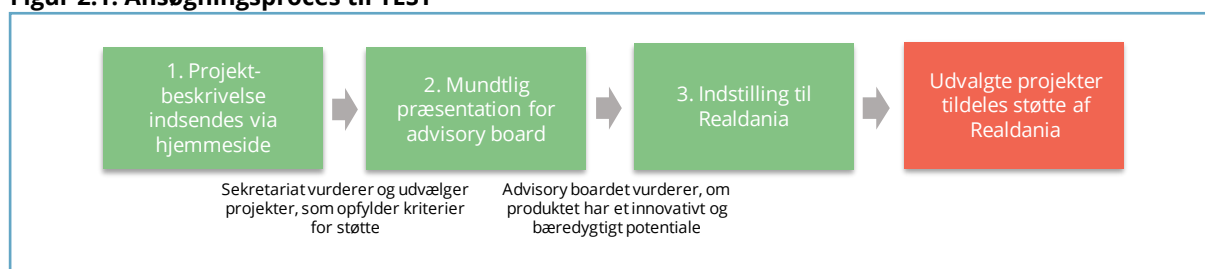 Figur 2.1. Ansøgningsproces til TEST
1. Projekt-
beskrivelse
indsendes via
hjemmeside
2. Mundtlig
præsentation for
advisory board
3. Indstilling til
Realdania
Udvalgte projekter
tildeles støtte af
Realdania
Sekretariat vurderer og udvælger
projekter, som opfylder kriterier
for støtte
Advisory boardet vurderer, om
produktet har et innovativt og
bæredygtigt potentiale